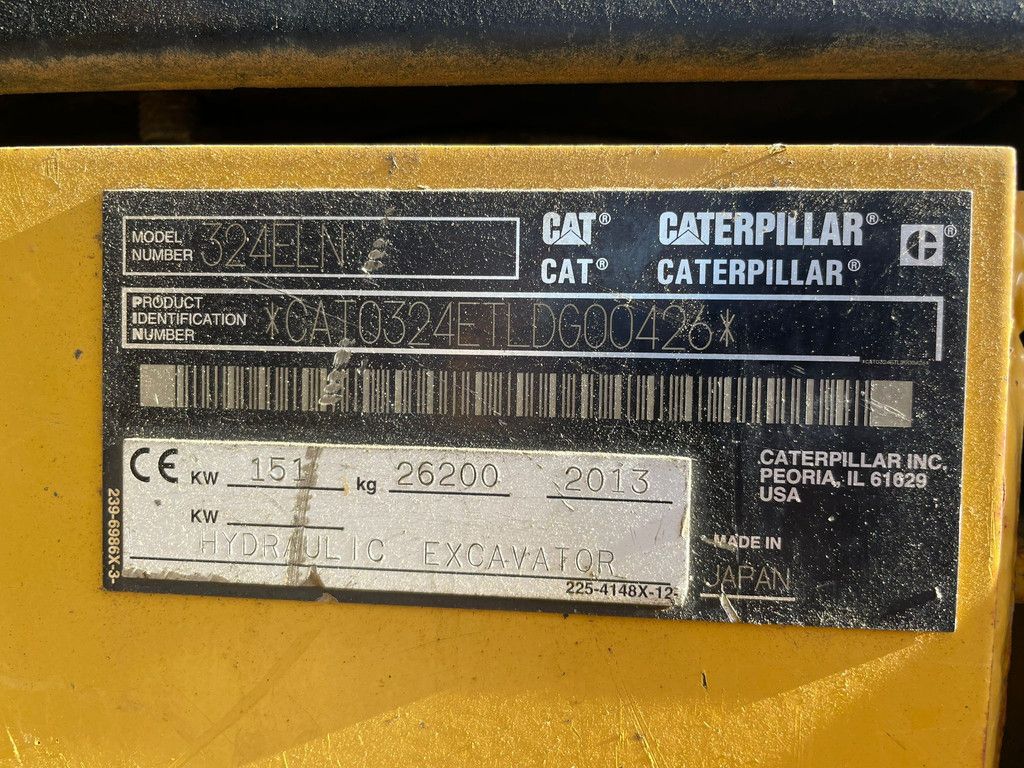 MODEL NUMBER 324ELN
CAT® CATERPILLAR®
CAT® CATERPILLAR®
PRODUCT IDENTIFICATION NUMBER *CAT0324ETLDG00426*
CE KW 151 kg 26200 2013
KW
HYDRAULIC EXCAVATOR
225-4148X-12
239-6986X-3
CATERPILLAR INC.
PEORIA, IL 61629
USA
MADE IN
JAPAN